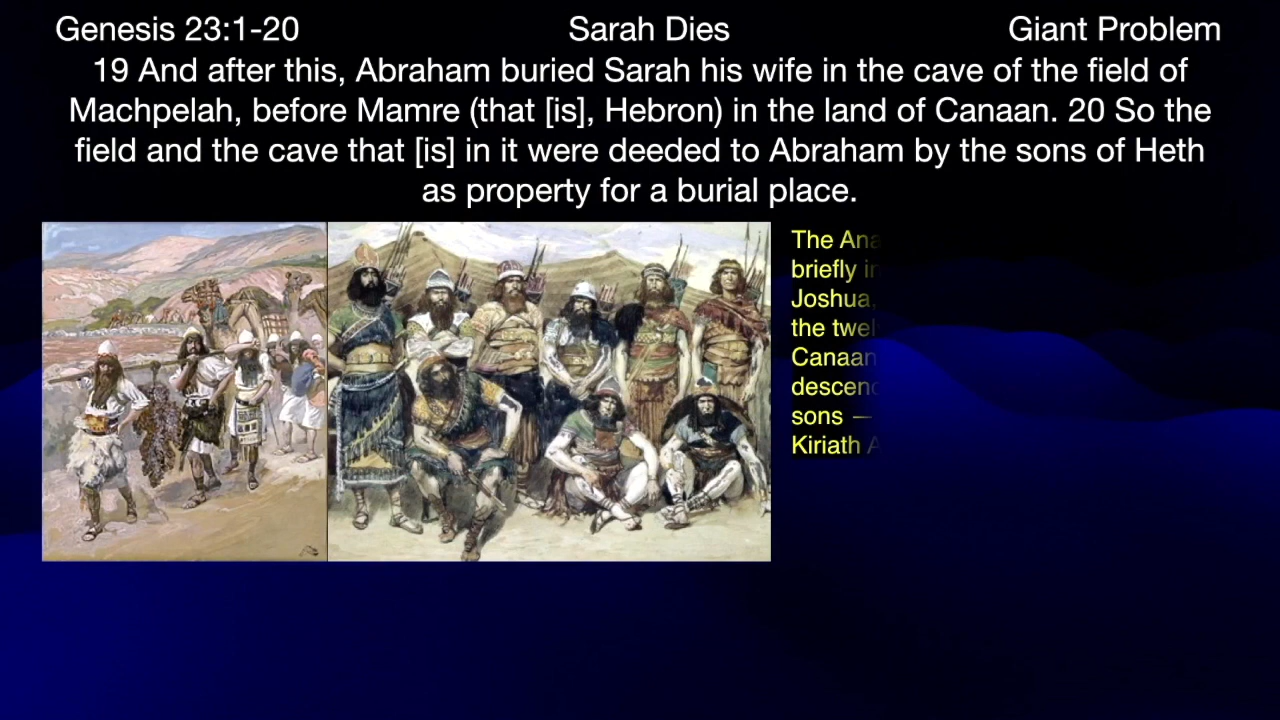 Genesis 23:1-20 Sarah Dies Giant Problem
19 And after this, Abraham buried Sarah his wife in the cave of the field of
Machpelah, before Mamre (that [is], Hebron) in the land of Canaan. 20 So the
field and the cave that [is] in it were deeded to Abraham by the sons of Heth
as property for a burial place.
The
briefly
Joshua,
the
Canaan
sons —
Kiriath